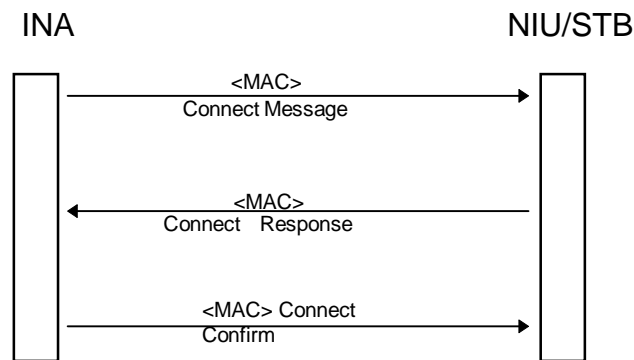 INA NIU/STB
<MAC>
Connect Message
<MAC>
Connect Response
<MAC> Connect
Confirm